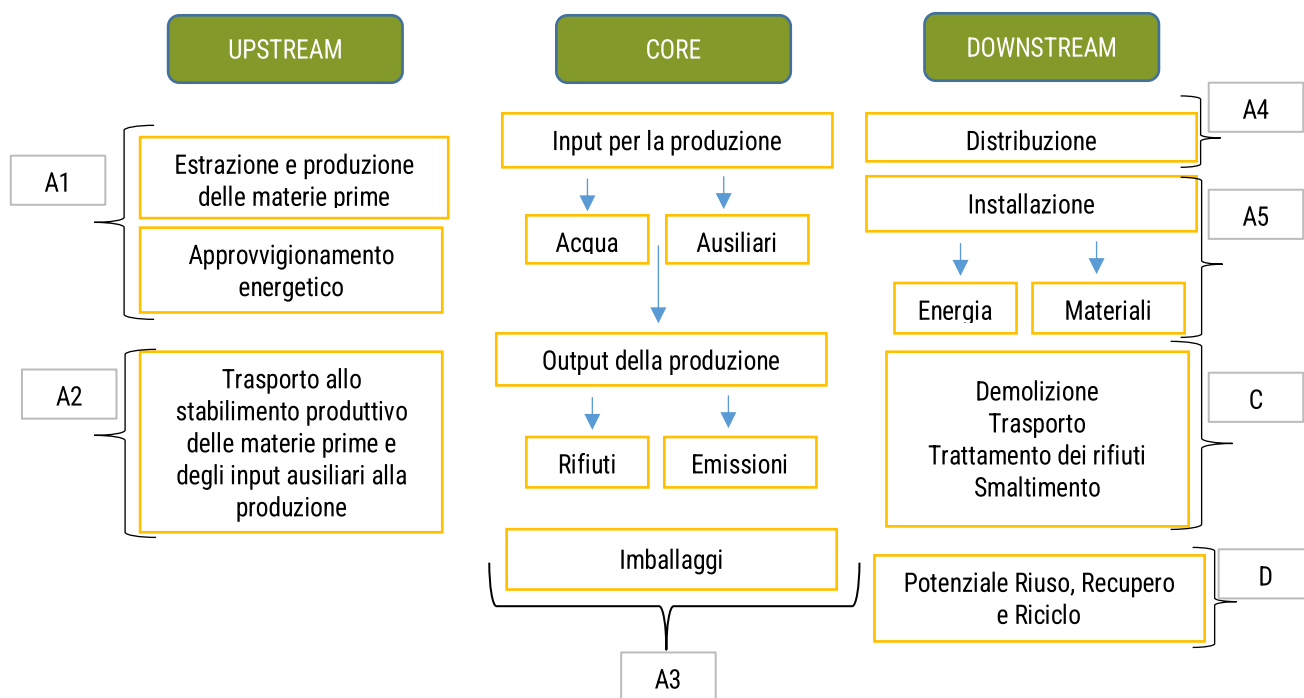 UPSTREAM
A1
Estrazione e produzione
delle materie prime
Approvvigionamento
energetico
A2
Trasporto allo
stabilimento produttivo
delle materie prime e
degli input ausiliari alla
produzione
CORE
Input per la produzione
Acqua
Ausiliari
Output della produzione
Rifiuti
Emissioni
Imballaggi
A3
DOWNSTREAM
Distribuzione
A4
Installazione
A5
Energia
Materiali
Demolizione
Trasporto
Trattamento dei rifiuti
Smaltimento
C
Potenziale Riuso, Recupero
e Riciclo
D